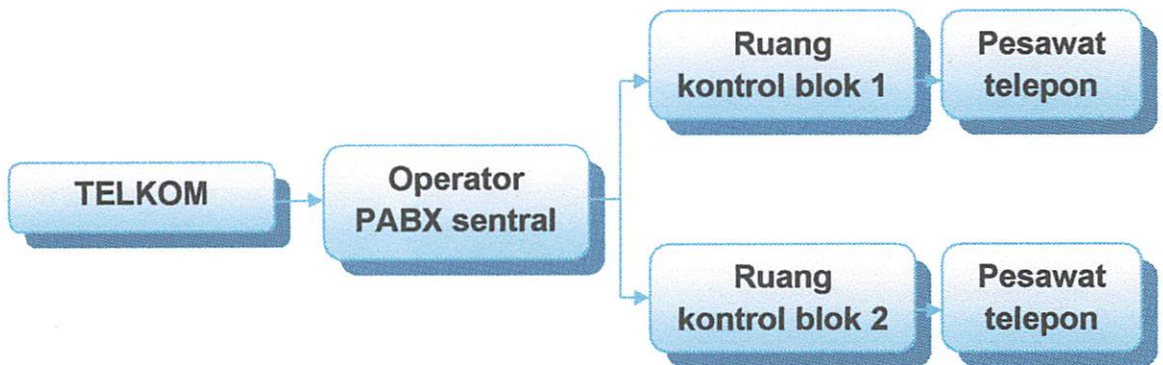 TELKOM
Operator
PABX sentral
Ruang
kontrol blok 1
Pesawat
telepon
Ruang
kontrol blok 2
Pesawat
telepon